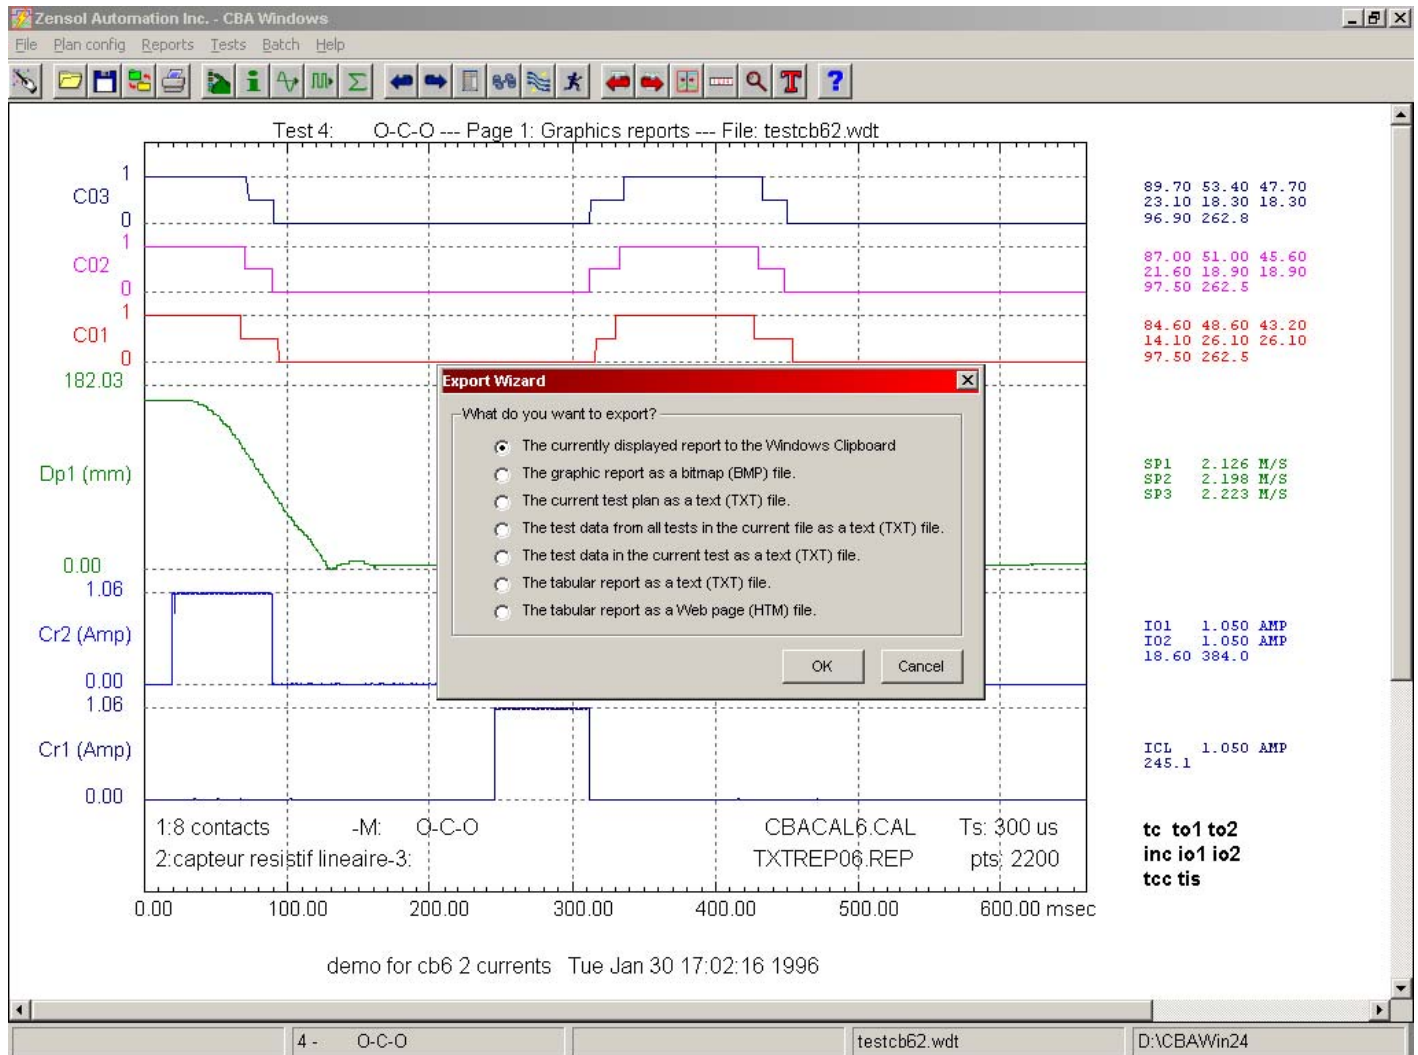 Zensol Automation Inc. - CBA Windows
File Plan config Reports Tests Batch Help
Test 4: O-C-O --- Page 1: Graphics reports --- File: testcb62.wdt
1
C03
0
89.70 53.40 47.70
23.10 18.30 18.30
96.90 262.8
1
C02
0
87.00 51.00 45.60
21.60 18.90 18.90
97.50 262.5
1
C01
0
84.60 48.60 43.20
14.10 26.10 26.10
97.50 262.5
182.03
Dp1 (mm)
0.00
SP1 2.126 M/S
SP2 2.198 M/S
SP3 2.223 M/S
Export Wizard
What do you want to export?
The currently displayed report to the Windows Clipboard
The graphic report as a bitmap (BMP) file.
The current test plan as a text (TXT) file.
The test data from all tests in the current file as a text (TXT) file.
The test data in the current test as a text (TXT) file.
The tabular report as a text (TXT) file.
The tabular report as a Web page (HTM) file.
OK Cancel
1.06
Cr2 (Amp)
0.00
IO1 1.050 AMP
IO2 1.050 AMP
18.60 384.0
1.06
Cr1 (Amp)
0.00
ICL 1.050 AMP
245.1
1:8 contacts -M: O-C-O CBACAL6.CAL Ts: 300 us
2:capteur resistif lineaire-3: TXTREP06.REP pts: 2200
tc to1 to2
inc io1 io2
tcc tis
0.00 100.00 200.00 300.00 400.00 500.00 600.00 msec
demo for cb6 2 currents Tue Jan 30 17:02:16 1996
4 - O-C-O testcb62.wdt D:\CBAWin24